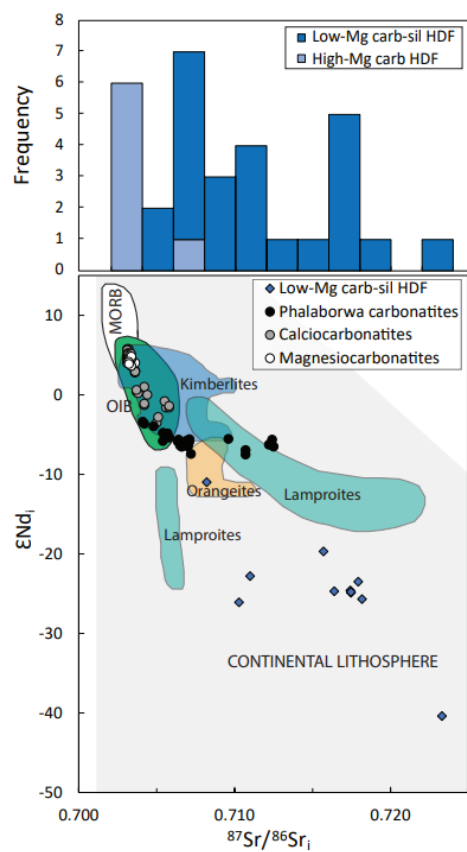 Low-Mg carb-sil HDF
High-Mg carb HDF
Frequency
8
7
6
5
4
3
2
1
0
Low-Mg carb-sil HDF
Phalaborwa carbonatites
Calciocarbonatites
Magnesiocarbonatites
MORB
OIB
Kimberlites
Orangeites
Lamproites
Lamproites
CONTINENTAL LITHOSPHERE
ƐNdᵢ
10
0
-10
-20
-30
-40
-50
0.700
0.710
0.720
⁸⁷Sr/⁸⁶Srᵢ